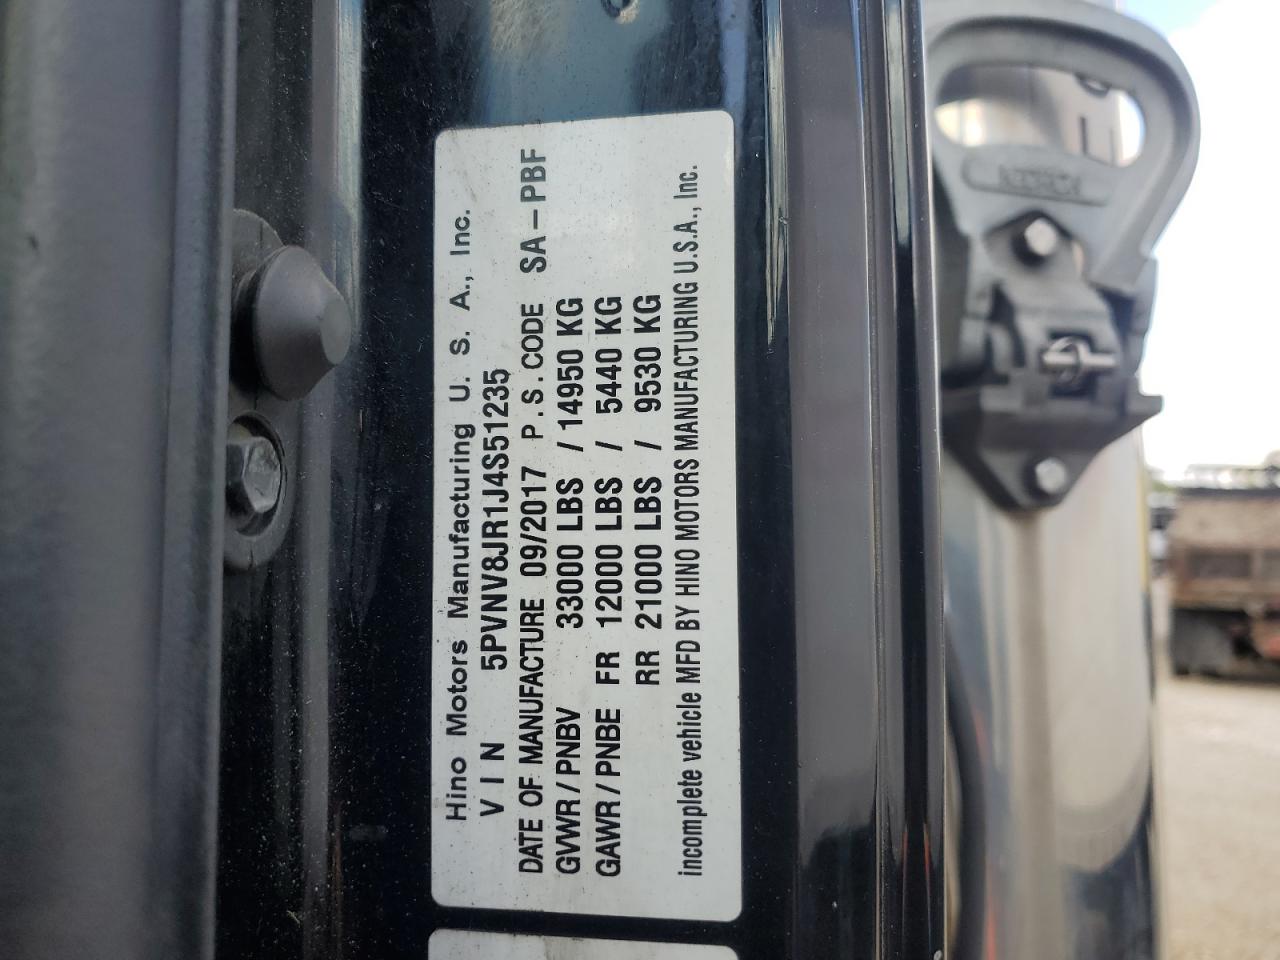 Hino Motors Manufacturing U. S. A., Inc.
VIN 5PVNV8JR1J4S51235
DATE OF MANUFACTURE 09/2017 P.S.CODE SA-PBF
GVWR/PNBV 33000 LBS / 14950 KG
GAWR/PNBE FR 12000 LBS / 5440 KG
RR 21000 LBS / 9530 KG
incomplete vehicle MFD BY HINO MOTORS MANUFACTURING U.S.A., Inc.